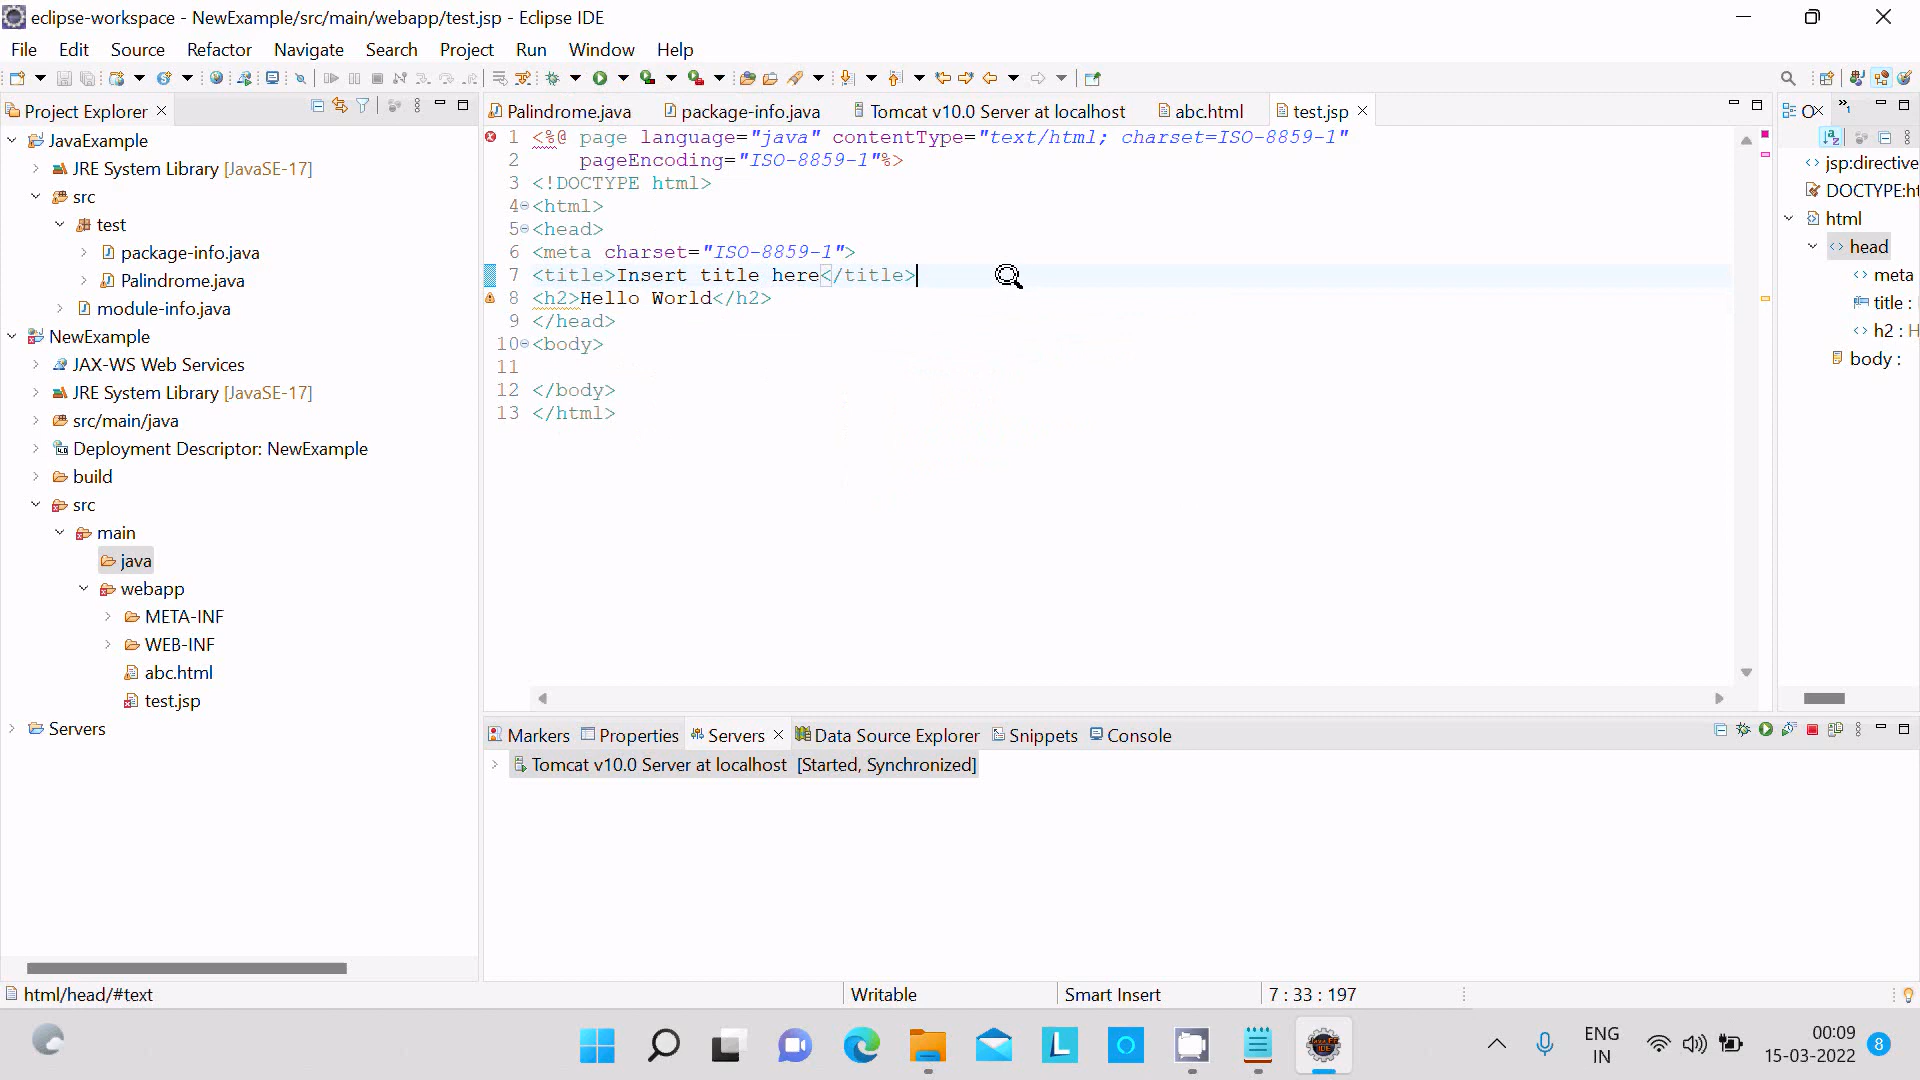 eclipse-workspace - NewExample/src/main/webapp/test.jsp - Eclipse IDE
File Edit Source Refactor Navigate Search Project Run Window Help
Project Explorer
JavaExample
JRE System Library [JavaSE-17]
src
test
package-info.java
Palindrome.java
module-info.java
NewExample
JAX-WS Web Services
JRE System Library [JavaSE-17]
src/main/java
Deployment Descriptor: NewExample
build
src
main
java
webapp
META-INF
WEB-INF
abc.html
test.jsp
Servers
Palindrome.java package-info.java Tomcat v10.0 Server at localhost abc.html test.jsp
1 <%@ page language="java" contentType="text/html; charset=ISO-8859-1"
2 pageEncoding="ISO-8859-1"%>
3 <!DOCTYPE html>
4 <html>
5 <head>
6 <meta charset="ISO-8859-1">
7 <title>Insert title here</title>
8 <h2>Hello World</h2>
9 </head>
10 <body>
11
12 </body>
13 </html>
jsp:directive
DOCTYPE:ht
html
head
meta
title :
h2 : H
body :
Markers Properties Servers Data Source Explorer Snippets Console
Tomcat v10.0 Server at localhost [Started, Synchronized]
html/head/#text Writable Smart Insert 7 : 33 : 197
ENG
IN
00:09
15-03-2022
8